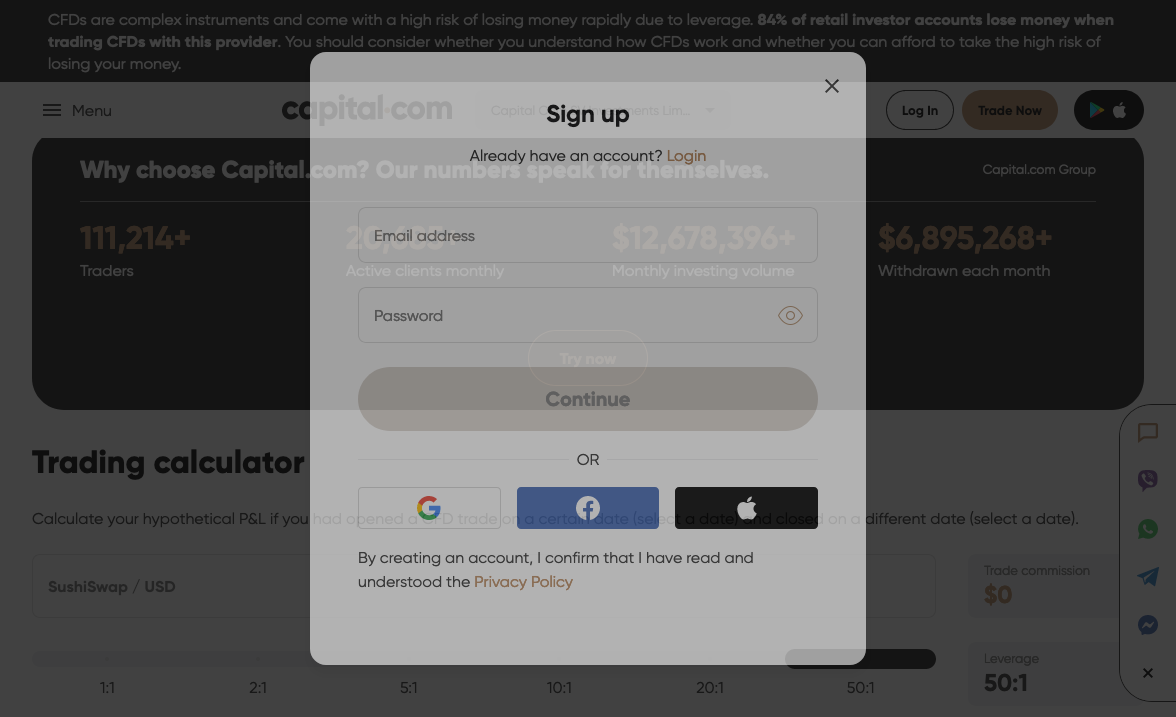 CFDs are complex instruments and come with a high risk of losing money rapidly due to leverage. 84% of retail investor accounts lose money when
trading CFDs with this provider. You should consider whether you understand how CFDs work and whether you can afford to take the high risk of
losing your money.
Menu
capital.com
Log In
Trade Now
Sign up
Already have an account? Login
Why choose Capital.com? Our numbers speak for themselves.
Capital.com Group
111,214+
$12,678,396+
$6,895,268+
Traders
Active clients monthly
Monthly investing volume
Withdrawn each month
Email address
Password
Try now
Continue
OR
Trading calculator
Calculate your hypothetical P&L if you had opened a CFD trade on a certain date (select a date) and closed on a different date (select a date).
By creating an account, I confirm that I have read and
understood the Privacy Policy
SushiSwap / USD
Trade commission
$0
Leverage
50:1
1:1
2:1
5:1
10:1
20:1
50:1